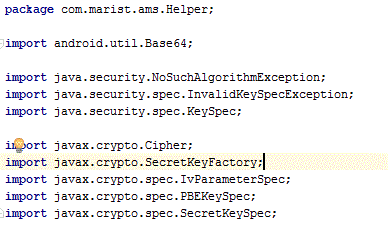 package com.marist.ams.Helper;
import android.util.Base64;
import java.security.NoSuchAlgorithmException;
import java.security.spec.InvalidKeySpecException;
import java.security.spec.KeySpec;
import javax.crypto.Cipher;
import javax.crypto.SecretKeyFactory;
import javax.crypto.spec.IvParameterSpec;
import javax.crypto.spec.PBEKeySpec;
import javax.crypto.spec.SecretKeySpec;